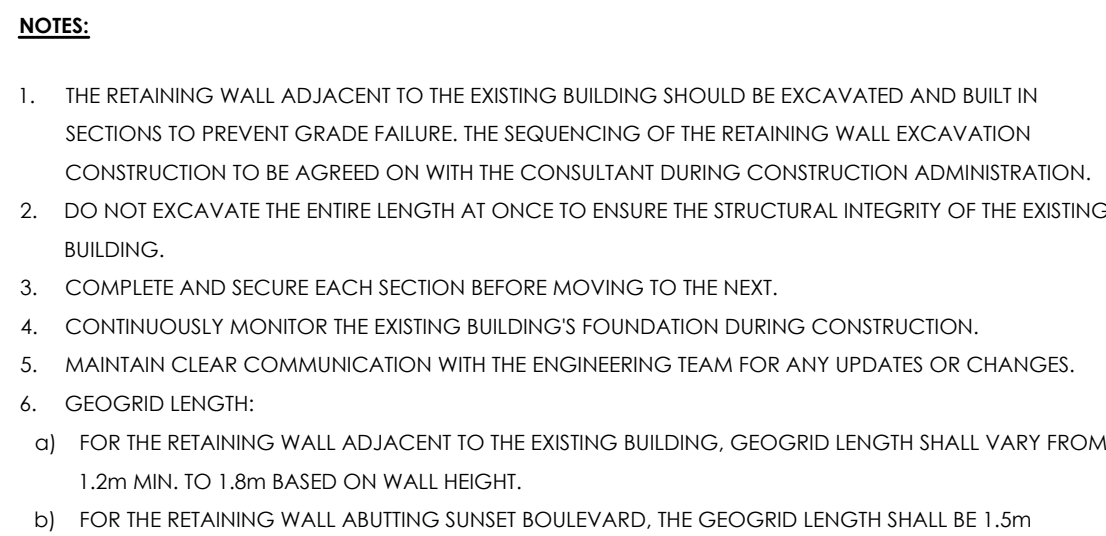 NOTES:
1. THE RETAINING WALL ADJACENT TO THE EXISTING BUILDING SHOULD BE EXCAVATED AND BUILT IN
SECTIONS TO PREVENT GRADE FAILURE. THE SEQUENCING OF THE RETAINING WALL EXCAVATION
CONSTRUCTION TO BE AGREED ON WITH THE CONSULTANT DURING CONSTRUCTION ADMINISTRATION.
2. DO NOT EXCAVATE THE ENTIRE LENGTH AT ONCE TO ENSURE THE STRUCTURAL INTEGRITY OF THE EXISTING
BUILDING.
3. COMPLETE AND SECURE EACH SECTION BEFORE MOVING TO THE NEXT.
4. CONTINUOUSLY MONITOR THE EXISTING BUILDING'S FOUNDATION DURING CONSTRUCTION.
5. MAINTAIN CLEAR COMMUNICATION WITH THE ENGINEERING TEAM FOR ANY UPDATES OR CHANGES.
6. GEOGRID LENGTH:
a) FOR THE RETAINING WALL ADJACENT TO THE EXISTING BUILDING, GEOGRID LENGTH SHALL VARY FROM
1.2m MIN. TO 1.8m BASED ON WALL HEIGHT.
b) FOR THE RETAINING WALL ABUTTING SUNSET BOULEVARD, THE GEOGRID LENGTH SHALL BE 1.5m